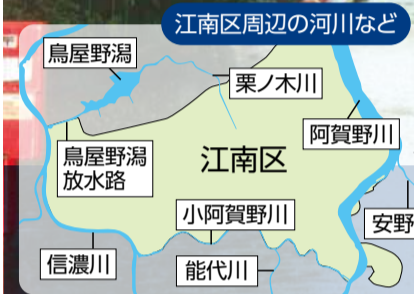 江南区周辺の河川など
鳥屋野潟
栗ノ木川
阿賀野川
鳥屋野潟
放水路
江南区
小阿賀野川
安野
信濃川
能代川